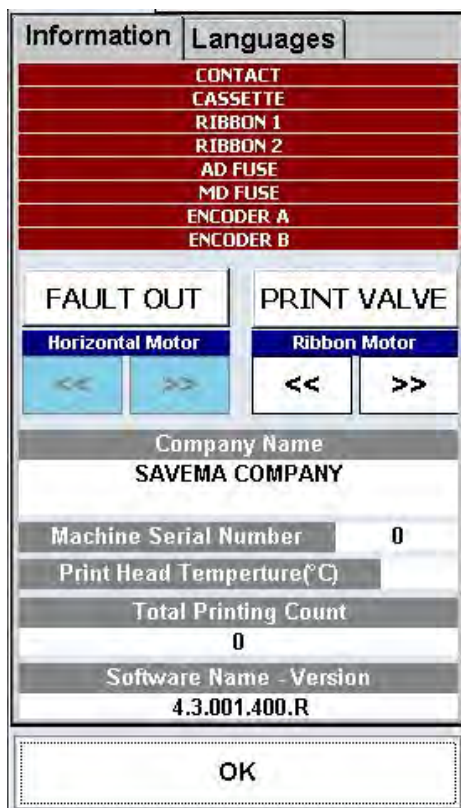 Information Languages
CONTACT
CASSETTE
RIBBON 1
RIBBON 2
AD FUSE
MD FUSE
ENCODER A
ENCODER B
FAULT OUT PRINT VALVE
Horizontal Motor Ribbon Motor
<< >> << >>
Company Name
SAVEMA COMPANY
Machine Serial Number 0
Print Head Temperture(°C)
Total Printing Count
0
Software Name - Version
4.3.001.400.R
OK